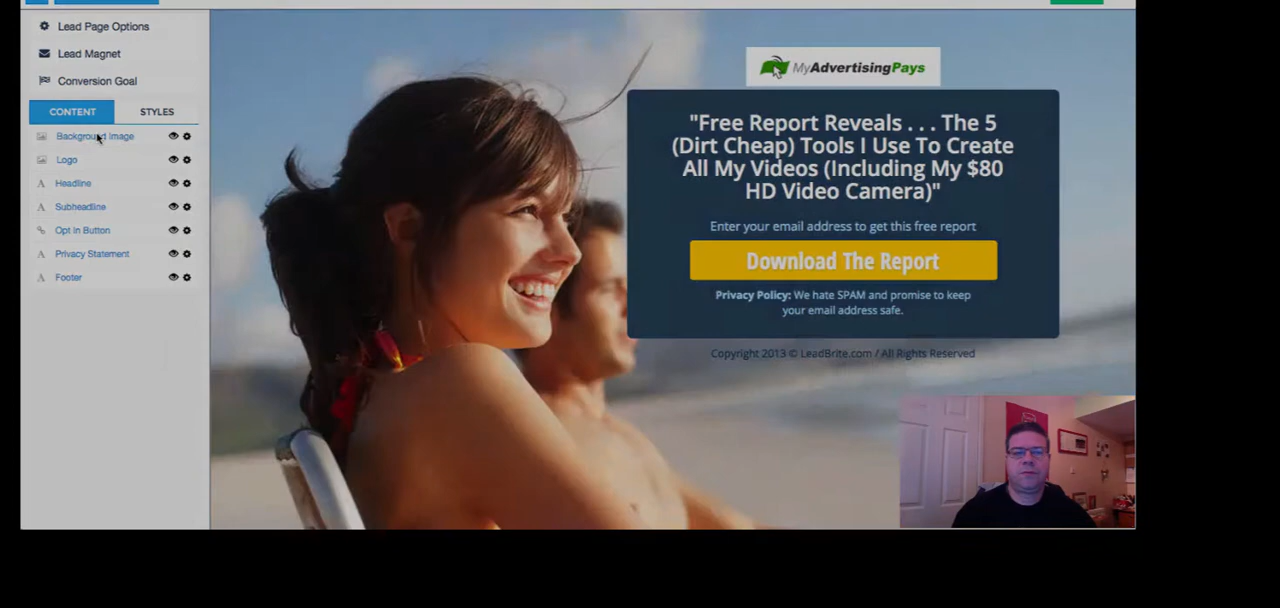 Lead Page Options
Lead Magnet
Conversion Goal
CONTENT
STYLES
Background Image
Logo
Headline
Subheadline
Opt In Button
Privacy Statement
Footer
MyAdvertisingPays
"Free Report Reveals . . . The 5
(Dirt Cheap) Tools I Use To Create
All My Videos (Including My $80
HD Video Camera)"
Enter your email address to get this free report
Download The Report
Privacy Policy: We hate SPAM and promise to keep
your email address safe.
Copyright 2013 © LeadBrite.com / All Rights Reserved